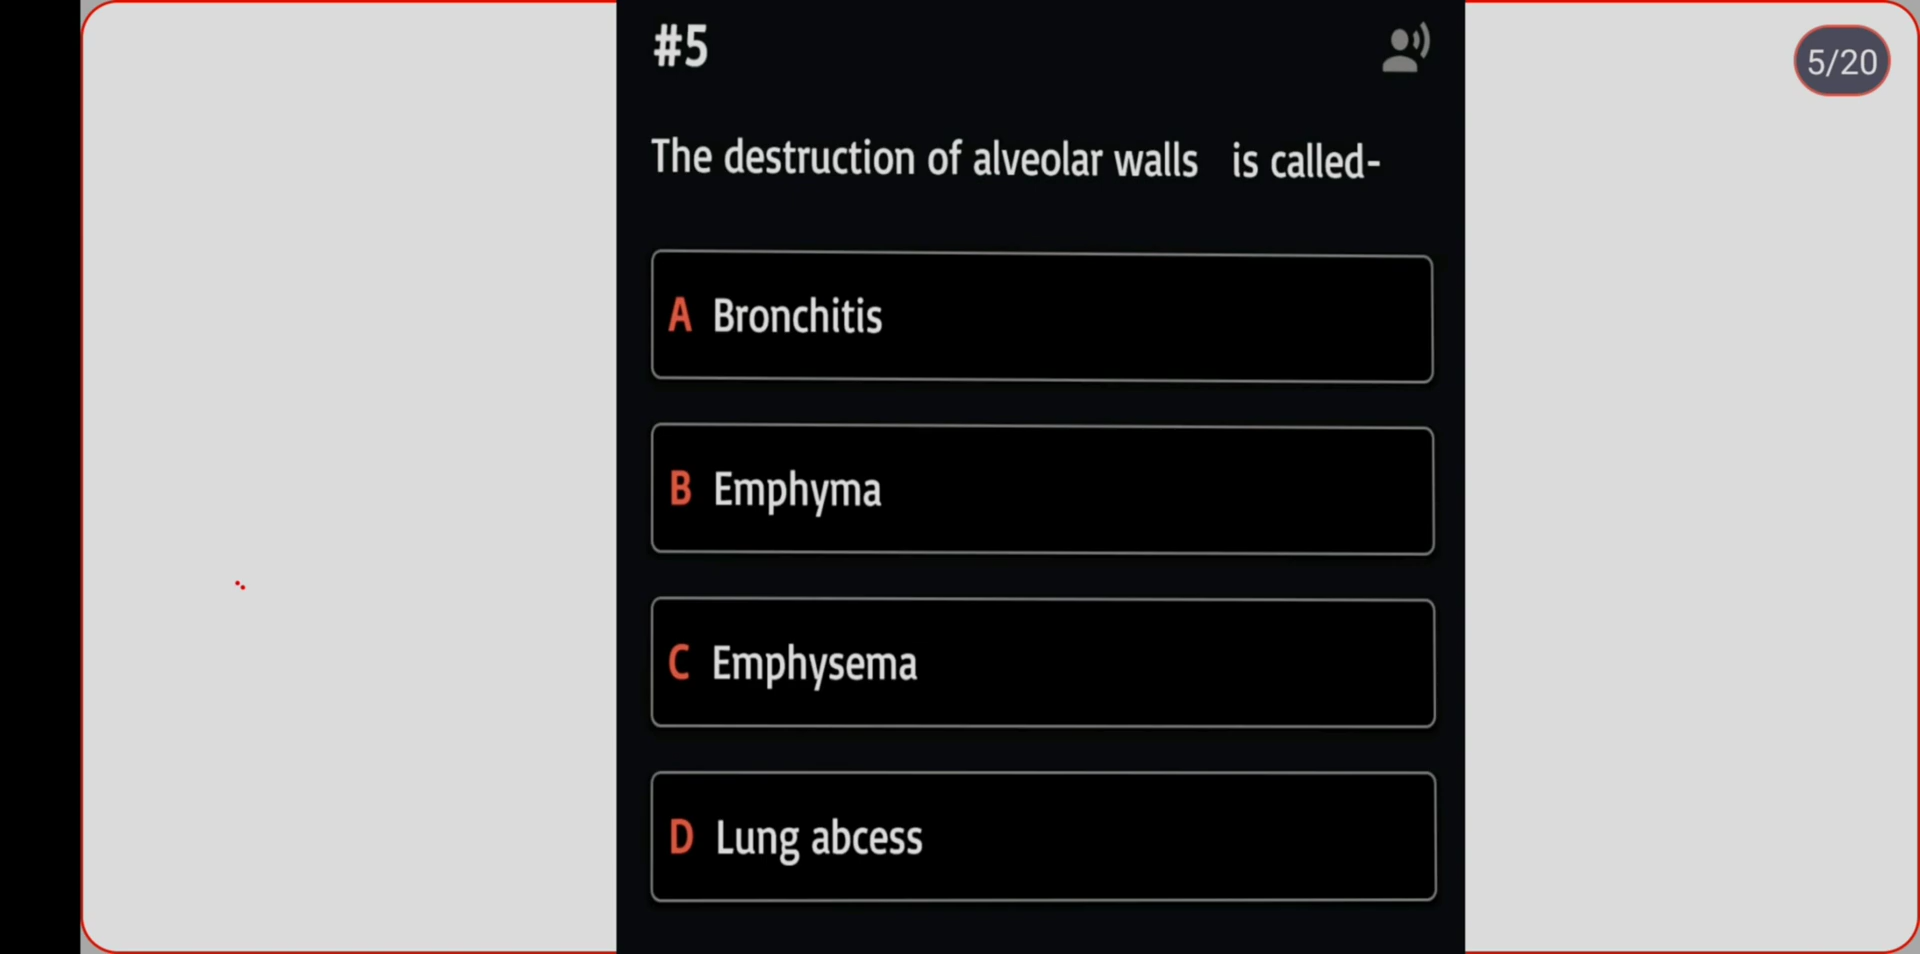 #5
5/20
The destruction of alveolar walls is called-
A Bronchitis
B Emphyma
C Emphysema
D Lung abcess